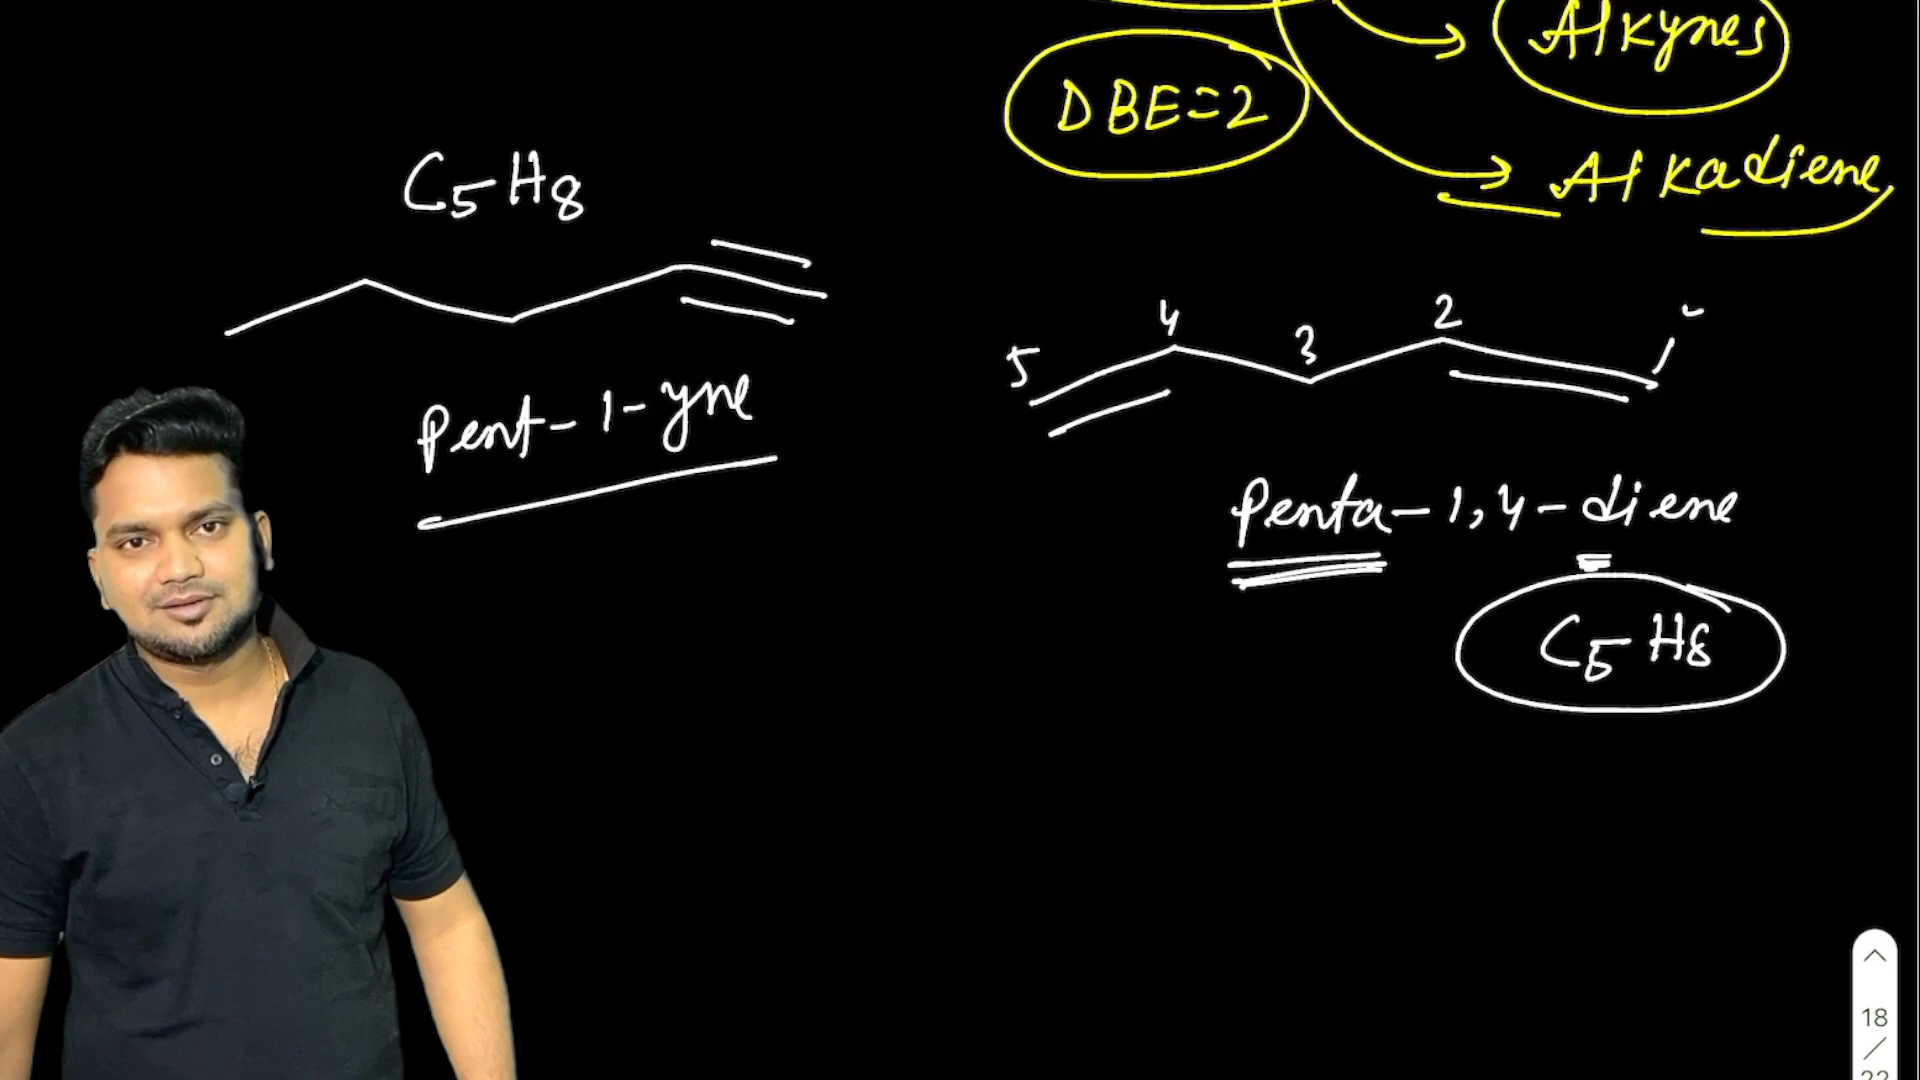 Alkynes
DBE=2
Alkadiene
C5H8
Pent-1-yne
5 4 3 2 1
Penta-1,4-diene
C5H8
18
/
22